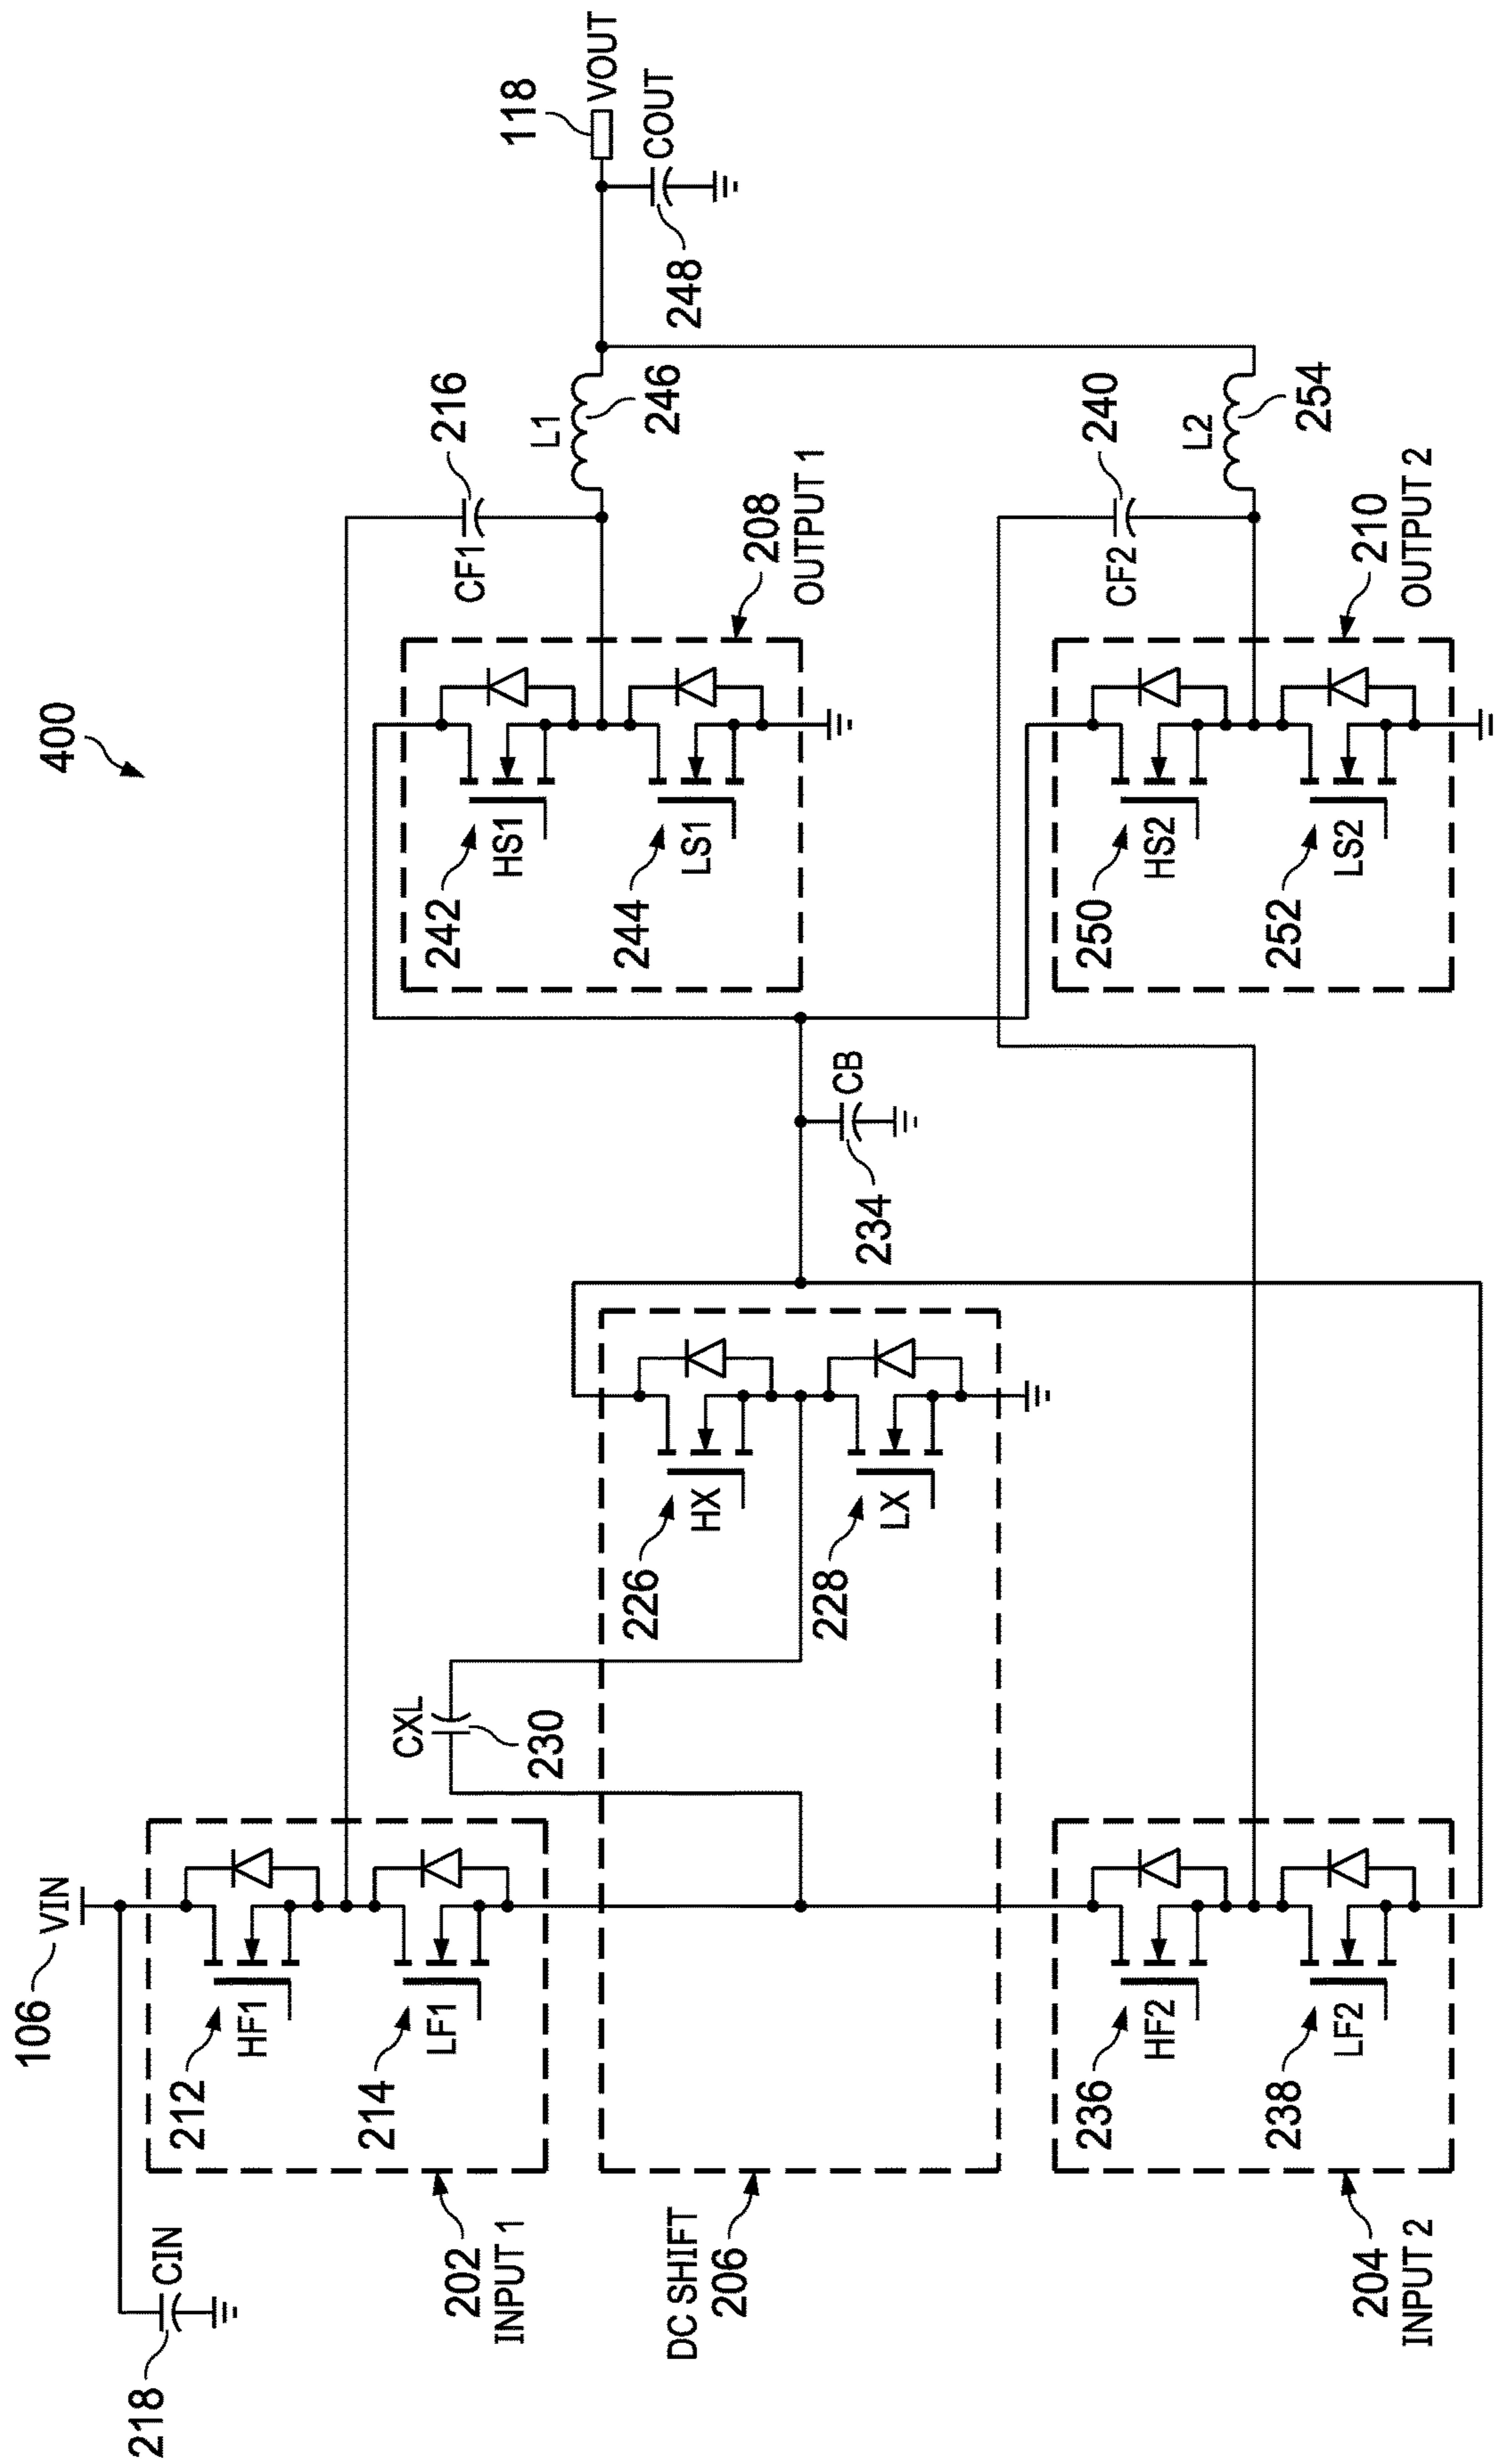 400
106
VIN
218
CIN
212
HF1
214
LF1
202
INPUT 1
CXL
230
DC SHIFT
206
226
HX
228
LX
234
CB
236
HF2
238
LF2
204
INPUT 2
242
HS1
244
LS1
208
OUTPUT 1
CF1
216
L1
246
118
VOUT
COUT
248
250
HS2
252
LS2
210
OUTPUT 2
CF2
240
L2
254